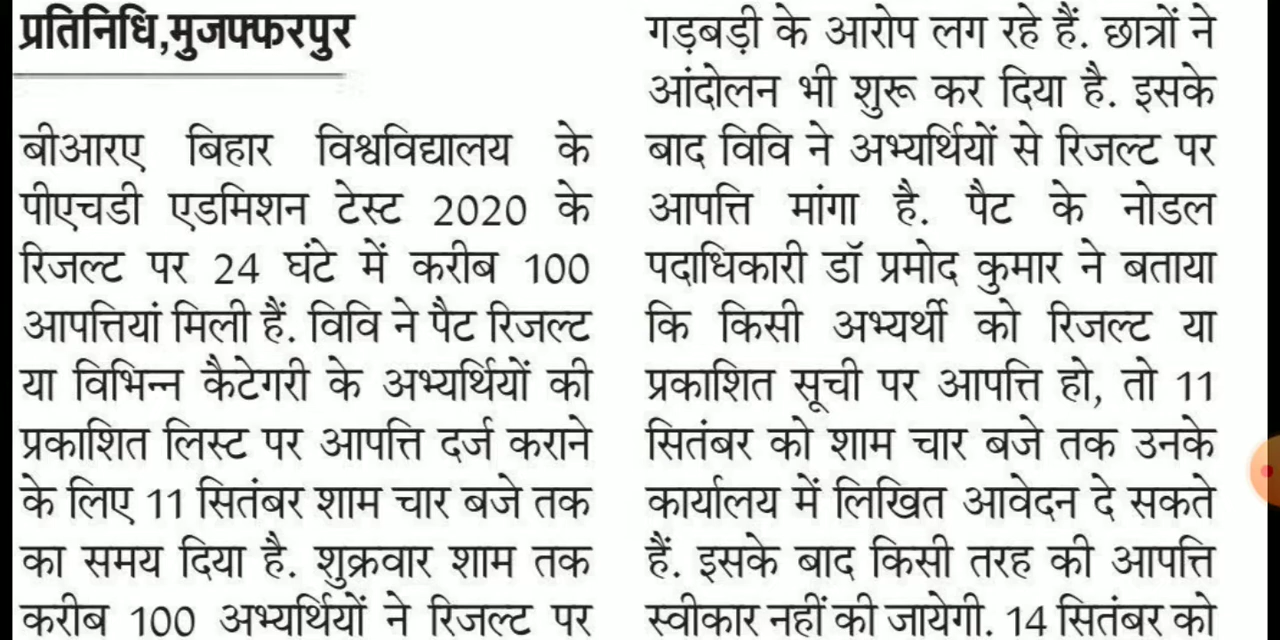 प्रतिनिधि,मुजफ्फरपुर
बीआरए बिहार विश्वविद्यालय के
पीएचडी एडमिशन टेस्ट 2020 के
रिजल्ट पर 24 घंटे में करीब 100
आपत्तियां मिली हैं. विवि ने पैट रिजल्ट
या विभिन्न कैटेगरी के अभ्यर्थियों की
प्रकाशित लिस्ट पर आपत्ति दर्ज कराने
के लिए 11 सितंबर शाम चार बजे तक
का समय दिया है. शुक्रवार शाम तक
करीब 100 अभ्यर्थियों ने रिजल्ट पर
गड़बड़ी के आरोप लग रहे हैं. छात्रों ने
आंदोलन भी शुरू कर दिया है. इसके
बाद विवि ने अभ्यर्थियों से रिजल्ट पर
आपत्ति मांगा है. पैट के नोडल
पदाधिकारी डॉ प्रमोद कुमार ने बताया
कि किसी अभ्यर्थी को रिजल्ट या
प्रकाशित सूची पर आपत्ति हो, तो 11
सितंबर को शाम चार बजे तक उनके
कार्यालय में लिखित आवेदन दे सकते
हैं. इसके बाद किसी तरह की आपत्ति
स्वीकार नहीं की जायेगी. 14 सितंबर को